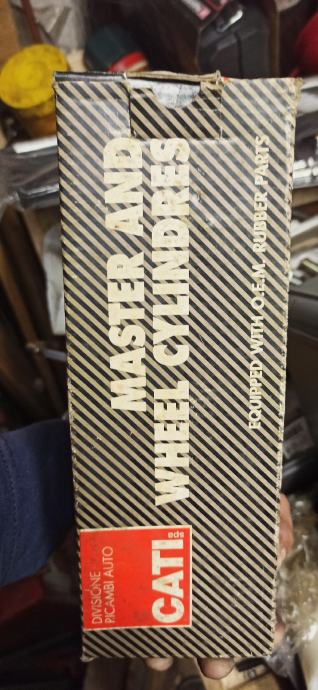 MASTER AND
WHEEL CYLINDRES
EQUIPPED WITH O.E.M. RUBBER PARTS
DIVISIONE
RICAMBI AUTO
CATI
eds